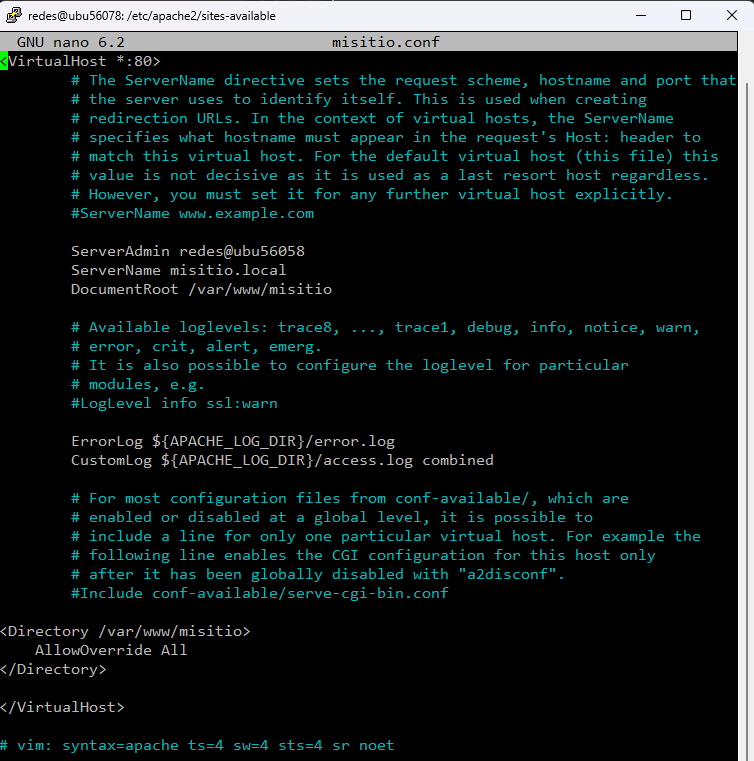 redes@ubu56078: /etc/apache2/sites-available
GNU nano 6.2 misitio.conf
<VirtualHost *:80>
# The ServerName directive sets the request scheme, hostname and port that
# the server uses to identify itself. This is used when creating
# redirection URLs. In the context of virtual hosts, the ServerName
# specifies what hostname must appear in the request's Host: header to
# match this virtual host. For the default virtual host (this file) this
# value is not decisive as it is used as a last resort host regardless.
# However, you must set it for any further virtual host explicitly.
#ServerName www.example.com
ServerAdmin redes@ubu56058
ServerName misitio.local
DocumentRoot /var/www/misitio
# Available loglevels: trace8, ..., trace1, debug, info, notice, warn,
# error, crit, alert, emerg.
# It is also possible to configure the loglevel for particular
# modules, e.g.
#LogLevel info ssl:warn
ErrorLog ${APACHE_LOG_DIR}/error.log
CustomLog ${APACHE_LOG_DIR}/access.log combined
# For most configuration files from conf-available/, which are
# enabled or disabled at a global level, it is possible to
# include a line for only one particular virtual host. For example the
# following line enables the CGI configuration for this host only
# after it has been globally disabled with "a2disconf".
#Include conf-available/serve-cgi-bin.conf
<Directory /var/www/misitio>
AllowOverride All
</Directory>
</VirtualHost>
# vim: syntax=apache ts=4 sw=4 sts=4 sr noet